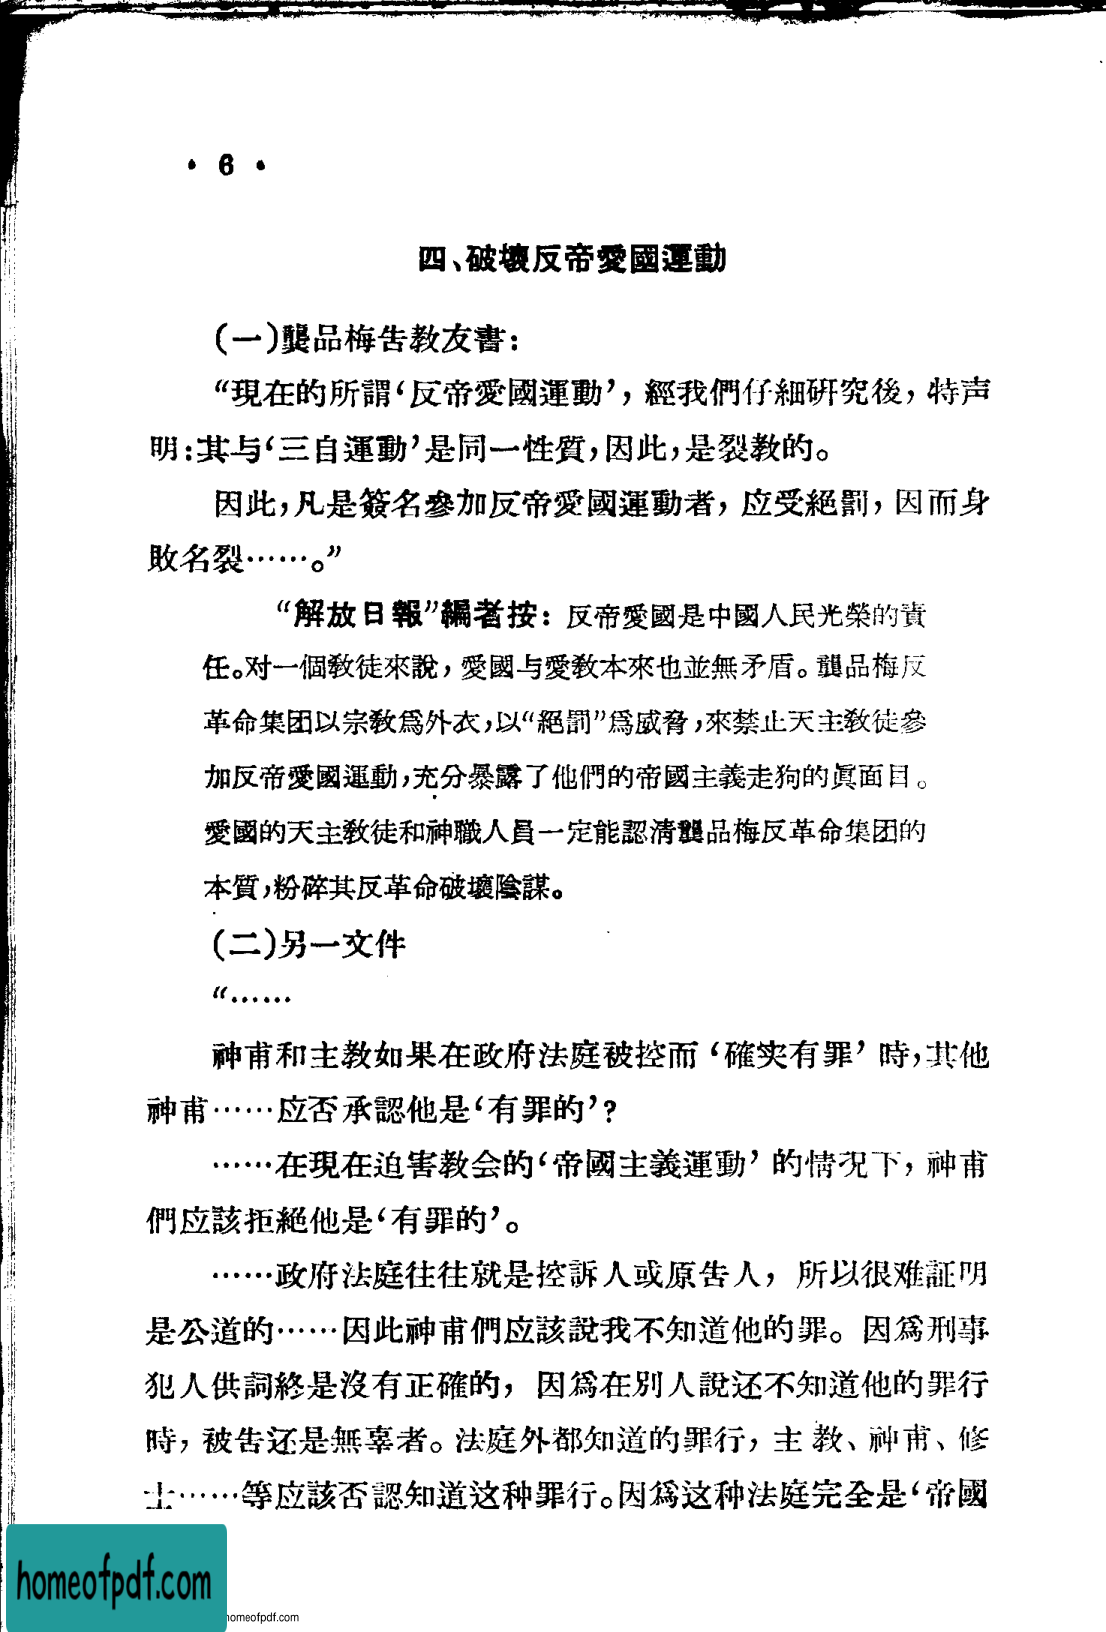 • 6 •
四、破壞反帝愛國運動
(一)龔品梅告教友書：
“現在的所謂‘反帝愛國運動’，經我們仔細研究後，特声
明：其与‘三自運動’是同一性質，因此，是裂教的。
因此，凡是簽名參加反帝愛國運動者，应受絕罰，因而身
敗名裂……。”
“解放日報”編者按：反帝愛國是中國人民光榮的責
任。对一個教徒來說，愛國与愛教本來也並無矛盾。龔品梅反
革命集团以宗教爲外衣，以“絕罰”爲威脅，來禁止天主教徒參
加反帝愛國運動，充分暴露了他們的帝國主義走狗的眞面目。
愛國的天主教徒和神職人員一定能認清龔品梅反革命集团的
本質，粉碎其反革命破壞陰謀。
(二)另一文件
“……
神甫和主教如果在政府法庭被控而‘確实有罪’時，其他
神甫……应否承認他是‘有罪的’?
……在現在迫害教会的‘帝國主義運動’的情况下，神甫
們应該拒絕他是‘有罪的’。
……政府法庭往往就是控訴人或原告人，所以很难証明
是公道的……因此神甫們应該說我不知道他的罪。因爲刑事
犯人供詞終是沒有正確的，因爲在別人說还不知道他的罪行
時，被告还是無辜者。法庭外都知道的罪行，主教、神甫、修
士……等应該否認知道这种罪行。因爲这种法庭完全是‘帝國
homeofpdf.com
homeofpdf.com